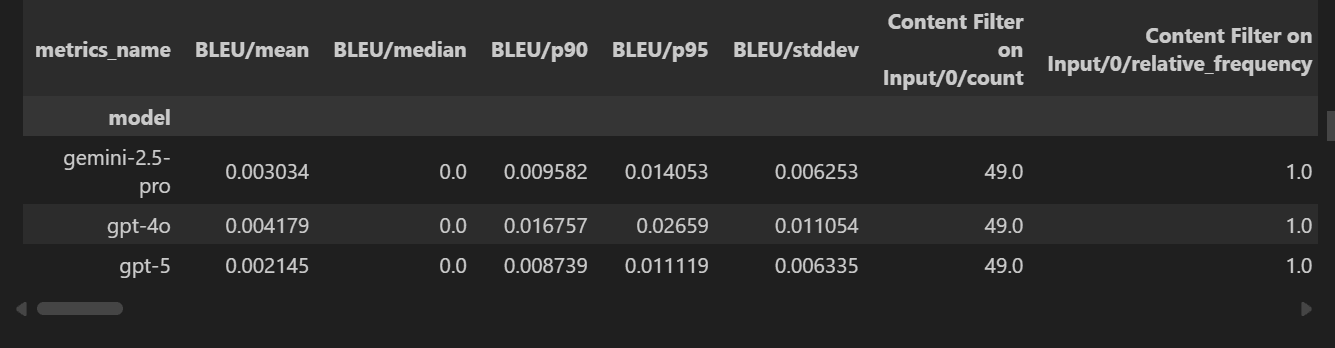 metrics_name BLEU/mean BLEU/median BLEU/p90 BLEU/p95 BLEU/stddev Content Filter on Input/0/count Content Filter on Input/0/relative_frequency
model
gemini-2.5-pro 0.003034 0.0 0.009582 0.014053 0.006253 49.0 1.0
gpt-4o 0.004179 0.0 0.016757 0.02659 0.011054 49.0 1.0
gpt-5 0.002145 0.0 0.008739 0.011119 0.006335 49.0 1.0